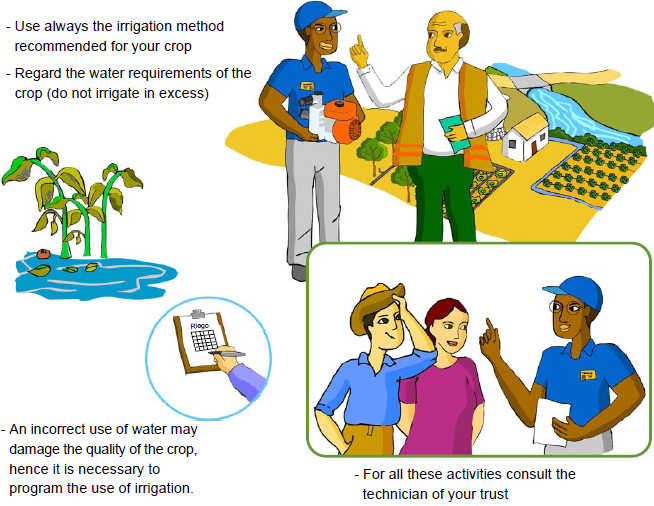 - Use always the irrigation method
recommended for your crop
- Regard the water requirements of the
crop (do not irrigate in excess)
Riego
- An incorrect use of water may
damage the quality of the crop,
hence it is necessary to
program the use of irrigation.
- For all these activities consult the
technician of your trust